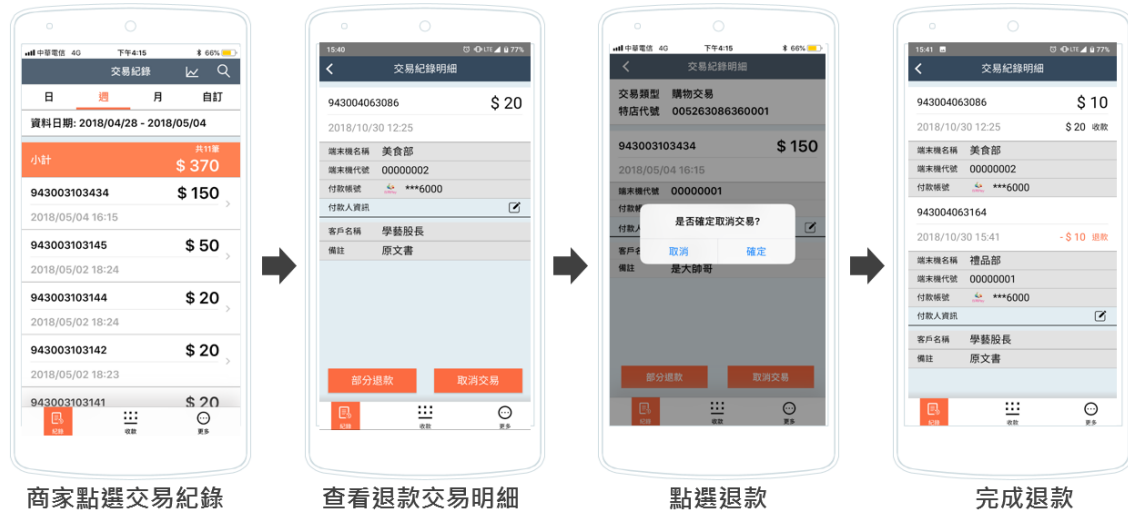 中華電信 4G 下午4:15 66%
交易紀錄
日 週 月 自訂
資料日期: 2018/04/28 - 2018/05/04
小計 共11筆
$ 370
943003103434 $ 150
2018/05/04 16:15
943003103145 $ 50
2018/05/02 18:24
943003103144 $ 20
2018/05/02 18:24
943003103142 $ 20
2018/05/02 18:23
943003103141 $ 20
紀錄 收款 更多
商家點選交易紀錄
15:40 LTE 77%
交易紀錄明細
943004063086 $ 20
2018/10/30 12:25
端末機名稱 美食部
端末機代號 00000002
付款帳號 ***6000
付款人資訊
客戶名稱 學藝股長
備註 原文書
部分退款 取消交易
紀錄 收款 更多
查看退款交易明細
中華電信 4G 下午4:15 66%
交易紀錄明細
交易類型 購物交易
特店代號 005263086360001
943003103434 $ 150
2018/05/04 16:15
端末機代號 00000001
付款帳
付款人
是否確定取消交易?
取消 確定
客戶名
備註 是大帥哥
部分退款 取消交易
紀錄 收款 更多
點選退款
15:41 LTE 77%
交易紀錄明細
943004063086 $ 10
2018/10/30 12:25 $ 20 收款
端末機名稱 美食部
端末機代號 00000002
付款帳號 ***6000
943004063164
2018/10/30 15:41 - $ 10 退款
端末機名稱 禮品部
端末機代號 00000001
付款帳號 ***6000
付款人資訊
客戶名稱 學藝股長
備註 原文書
紀錄 收款 更多
完成退款